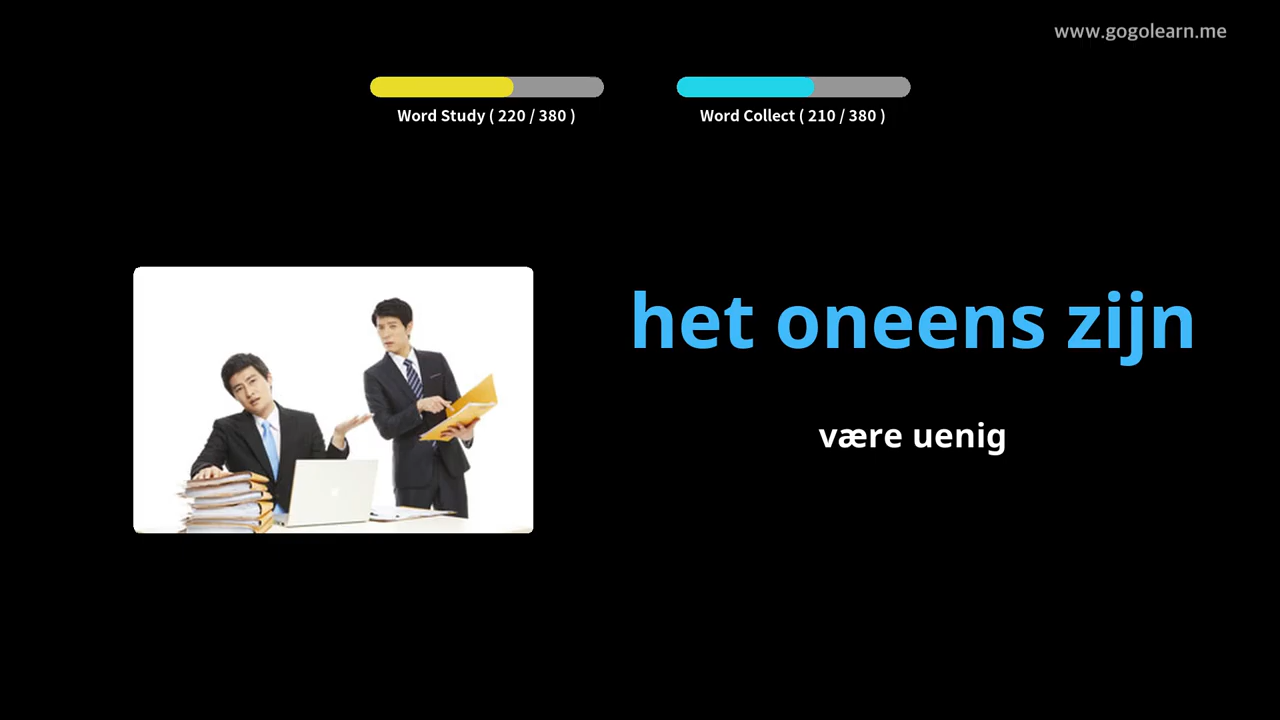 www.gogolearn.me
Word Study ( 220 / 380 )
Word Collect ( 210 / 380 )
het oneens zijn
være uenig